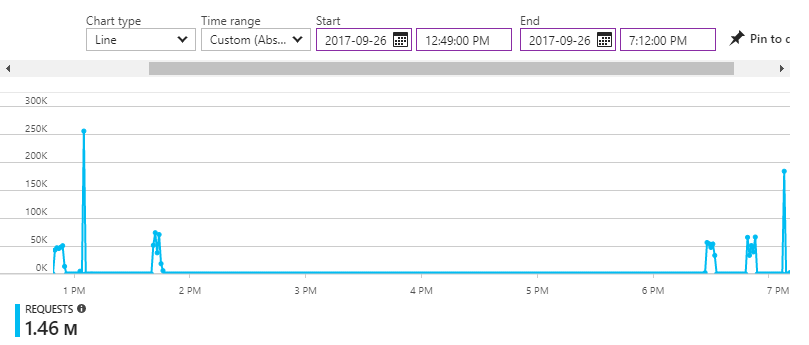 Chart type
Time range
Start
End
Line
Custom (Abs...
2017-09-26
12:49:00 PM
2017-09-26
7:12:00 PM
Pin to
300K
250K
200K
150K
100K
50K
0K
1 PM
2 PM
3 PM
4 PM
5 PM
6 PM
7 PM
REQUESTS
1.46 M